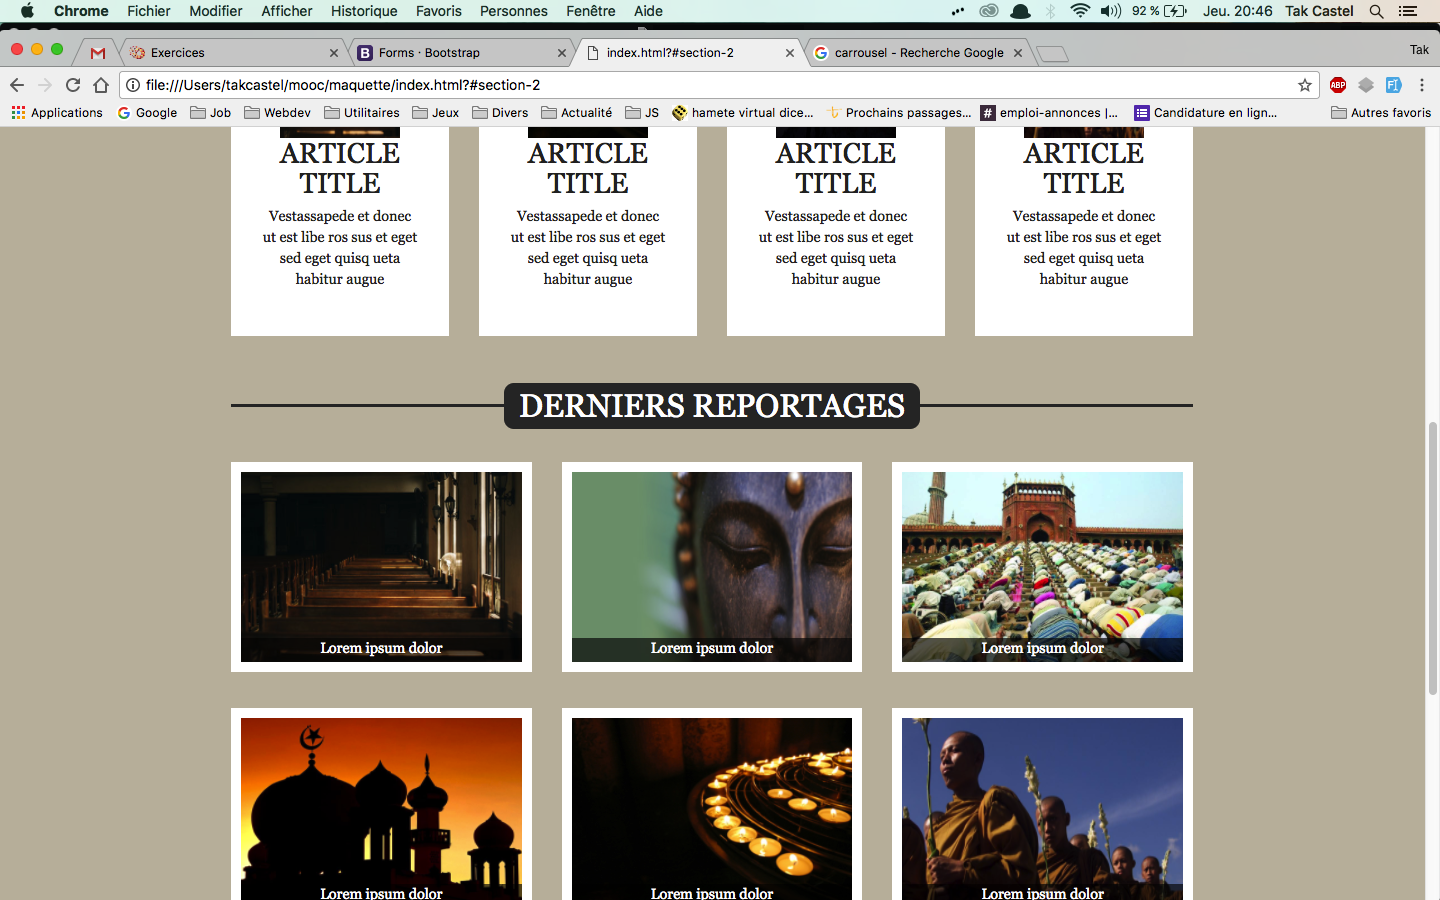 Chrome Fichier Modifier Afficher Historique Favoris Personnes Fenêtre Aide 92 % Jeu. 20:46 Tak Castel
Exercices Forms · Bootstrap index.html?#section-2 carrousel - Recherche Google Tak
file:///Users/takcastel/mooc/maquette/index.html?#section-2 ABP
Applications Google Job Webdev Utilitaires Jeux Divers Actualité JS hamete virtual dice... Prochains passages... emploi-annonces |... Candidature en lign... Autres favoris
ARTICLE
TITLE
Vestassapede et donec
ut est libe ros sus et eget
sed eget quisq ueta
habitur augue
ARTICLE
TITLE
Vestassapede et donec
ut est libe ros sus et eget
sed eget quisq ueta
habitur augue
ARTICLE
TITLE
Vestassapede et donec
ut est libe ros sus et eget
sed eget quisq ueta
habitur augue
ARTICLE
TITLE
Vestassapede et donec
ut est libe ros sus et eget
sed eget quisq ueta
habitur augue
DERNIERS REPORTAGES
Lorem ipsum dolor
Lorem ipsum dolor
Lorem ipsum dolor
Lorem ipsum dolor
Lorem ipsum dolor
Lorem ipsum dolor